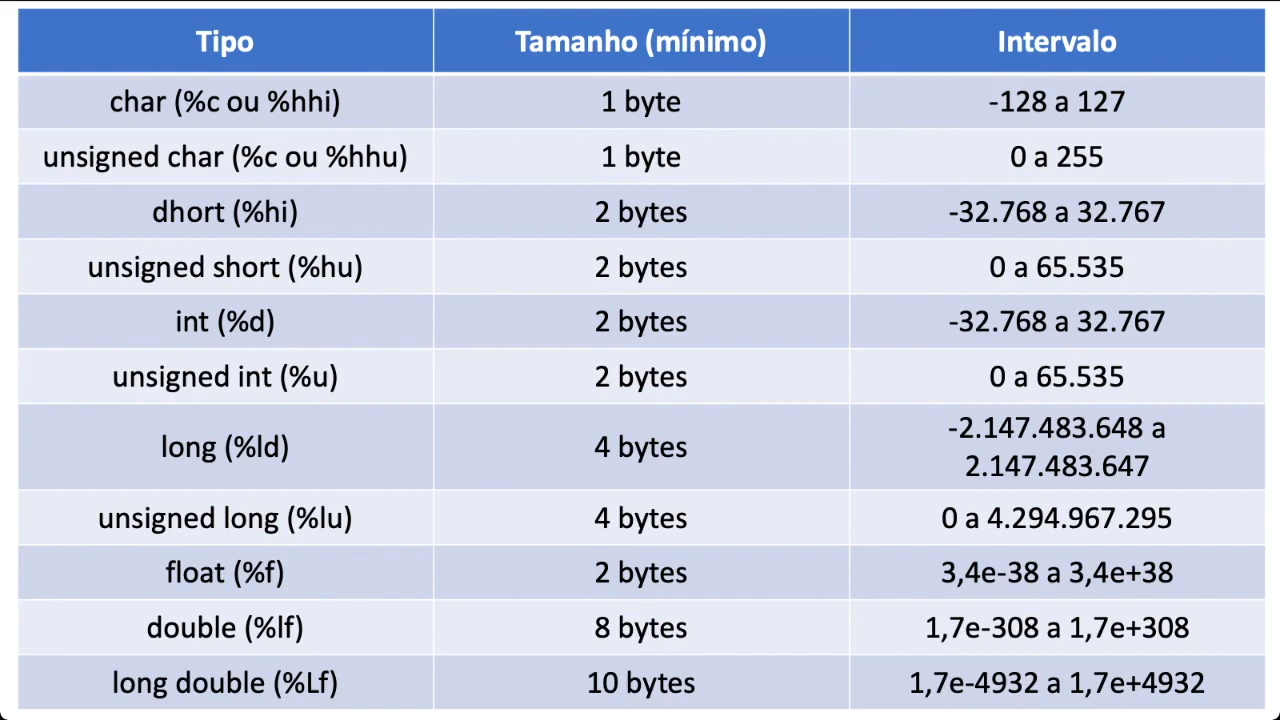 Tipo Tamanho (mínimo) Intervalo
char (%c ou %hhi) 1 byte -128 a 127
unsigned char (%c ou %hhu) 1 byte 0 a 255
dhort (%hi) 2 bytes -32.768 a 32.767
unsigned short (%hu) 2 bytes 0 a 65.535
int (%d) 2 bytes -32.768 a 32.767
unsigned int (%u) 2 bytes 0 a 65.535
long (%ld) 4 bytes -2.147.483.648 a
2.147.483.647
unsigned long (%lu) 4 bytes 0 a 4.294.967.295
float (%f) 2 bytes 3,4e-38 a 3,4e+38
double (%lf) 8 bytes 1,7e-308 a 1,7e+308
long double (%Lf) 10 bytes 1,7e-4932 a 1,7e+4932